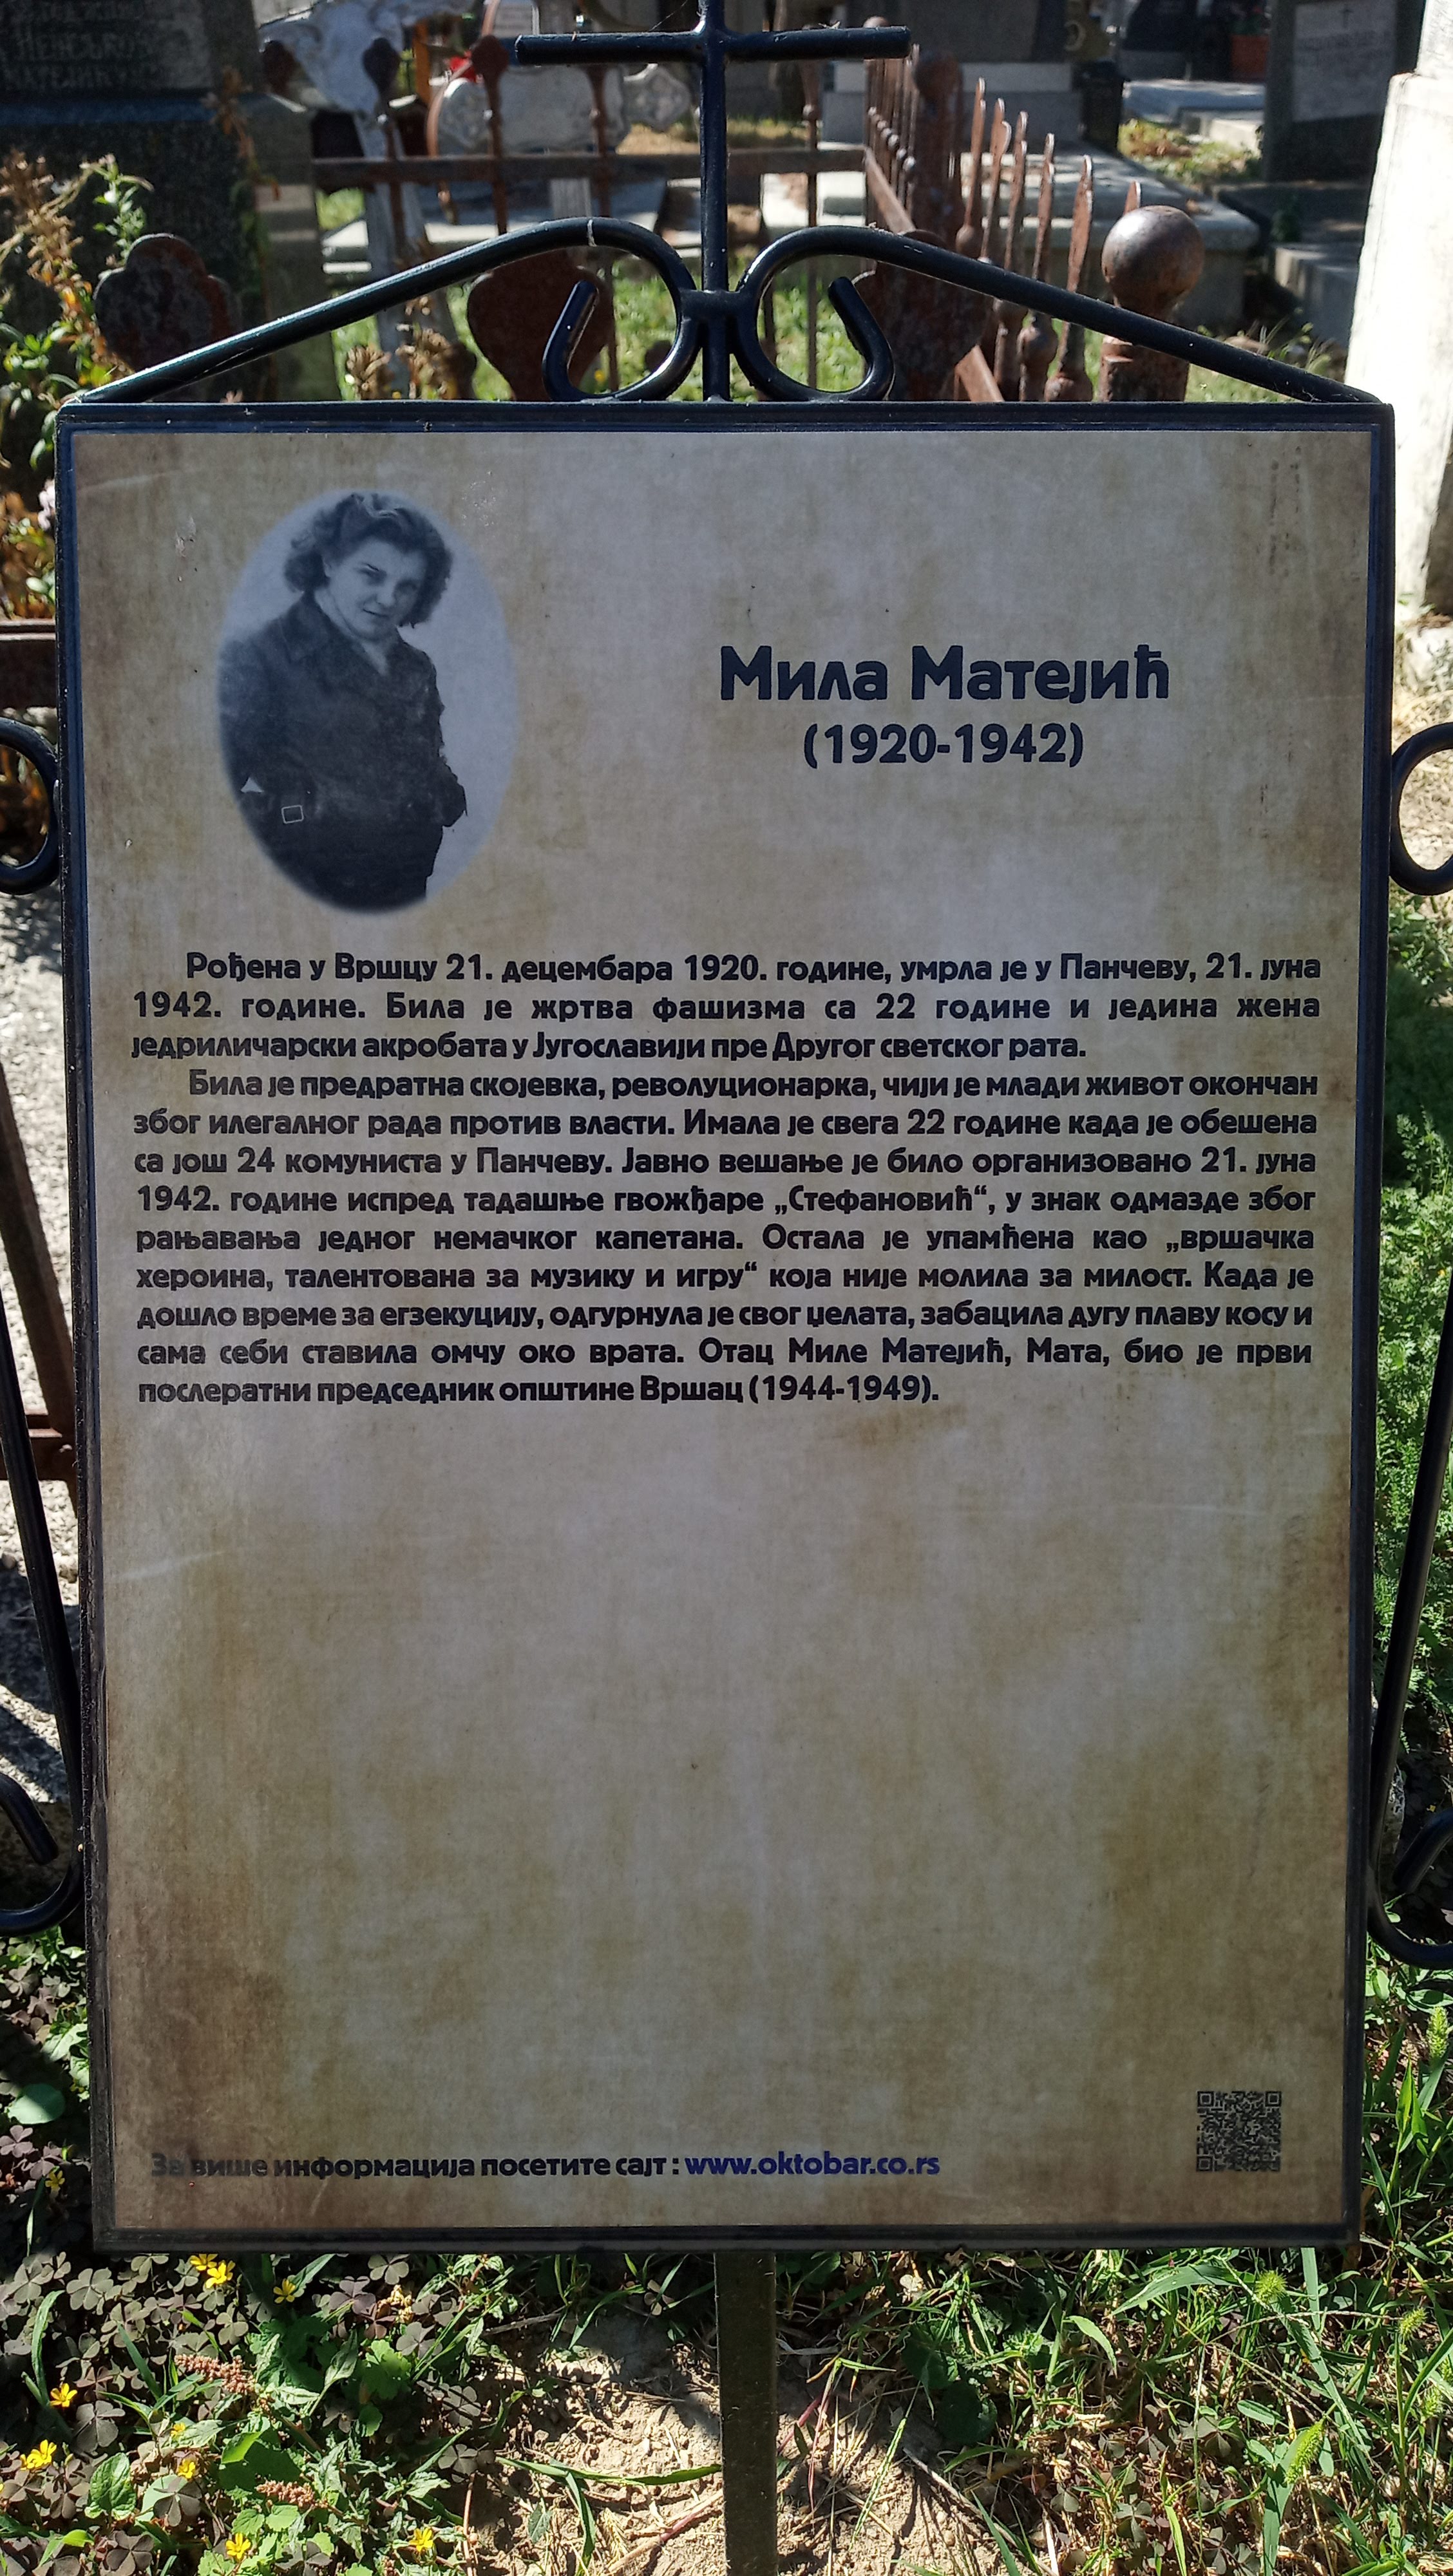 Мила Матејић
(1920-1942)
Рођена у Вршцу 21. децембара 1920. године, умрла је у Панчеву, 21. јуна
1942. године. Била је жртва фашизма са 22 године и једина жена
једриличарски акробата у Југославији пре Другог светског рата.
Била је предратна скојевка, револуционарка, чији је млади живот окончан
због илегалног рада против власти. Имала је свега 22 године када је обешена
са још 24 комуниста у Панчеву. Јавно вешање је било организовано 21. јуна
1942. године испред тадашње гвожђаре „Стефановић“, у знак одмазде због
рањавања једног немачког капетана. Остала је упамћена као „вршачка
хероина, талентована за музику и игру“ која није молила за милост. Када је
дошло време за егзекуцију, одгурнула је свог џелата, забацила дугу плаву косу и
сама себи ставила омчу око врата. Отац Миле Матејић, Мата, био је први
послератни председник општине Вршац (1944-1949).
За више информација посетите сајт : www.oktobar.co.rs